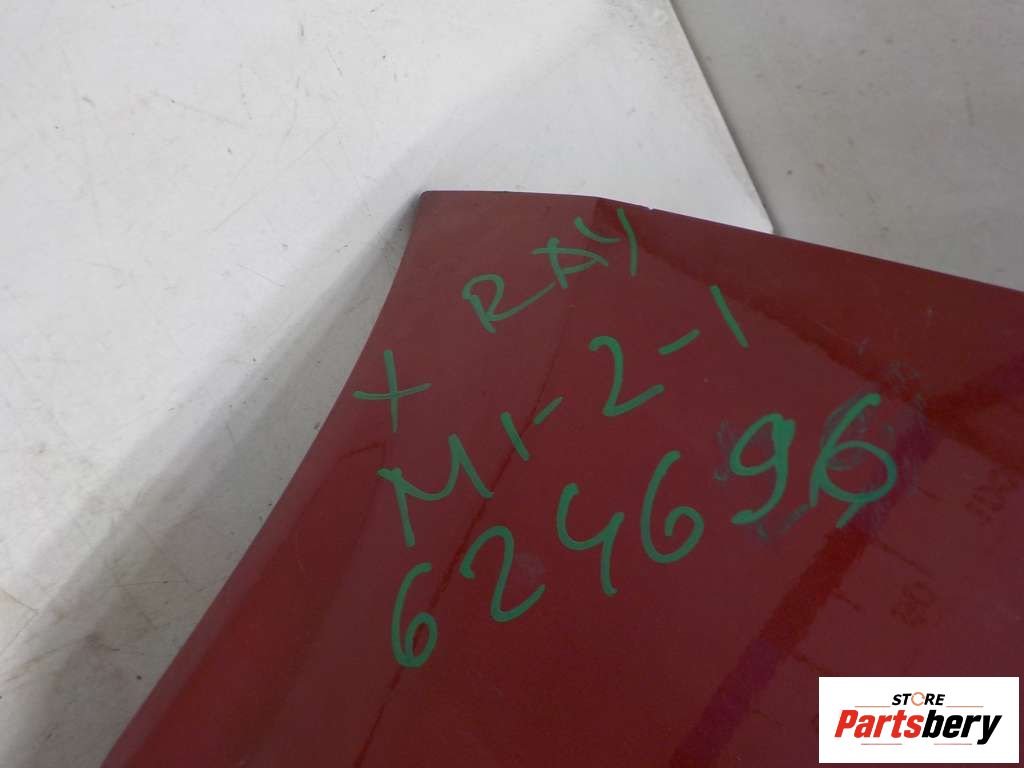 X RAY
M1-2-1
624696
STORE
Partsbery